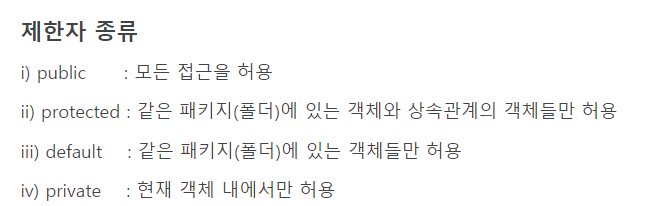 제한자 종류
i) public : 모든 접근을 허용
ii) protected : 같은 패키지(폴더)에 있는 객체와 상속관계의 객체들만 허용
iii) default : 같은 패키지(폴더)에 있는 객체들만 허용
iv) private : 현재 객체 내에서만 허용